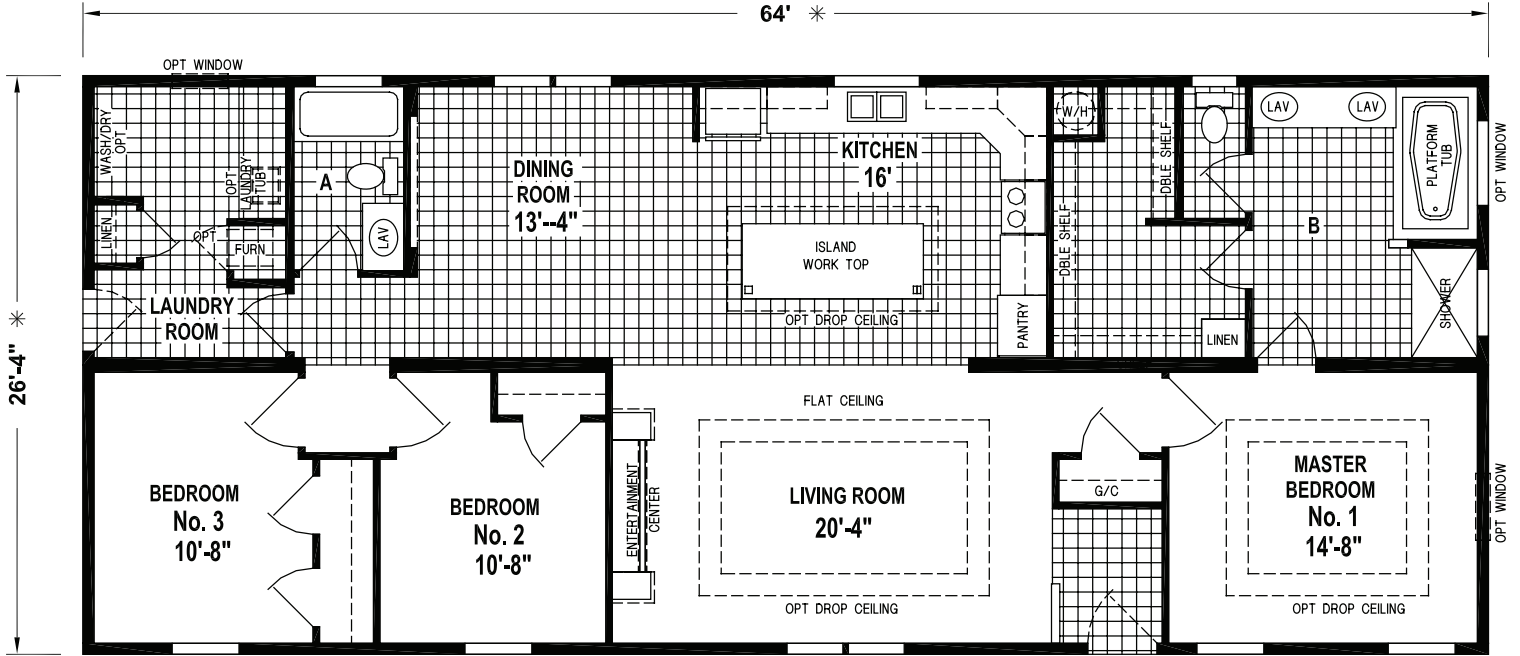 64' ✳
OPT WINDOW
26'-4" ✳
WASH/DRY
OPT
OPT
LAUNDRY
TUB
LINEN
OPT
FURN
LAUNDRY
ROOM
A
LAV
DINING
ROOM
13'--4"
KITCHEN
16'
ISLAND
WORK TOP
OPT DROP CEILING
PANTRY
W/H
DBLE SHELF
DBLE SHELF
LINEN
LAV
LAV
B
PLATFORM
TUB
OPT WINDOW
SHOWER
BEDROOM
No. 3
10'-8"
BEDROOM
No. 2
10'-8"
ENTERTAINMENT
CENTER
FLAT CEILING
LIVING ROOM
20'-4"
OPT DROP CEILING
G/C
MASTER
BEDROOM
No. 1
14'-8"
OPT DROP CEILING
OPT WINDOW